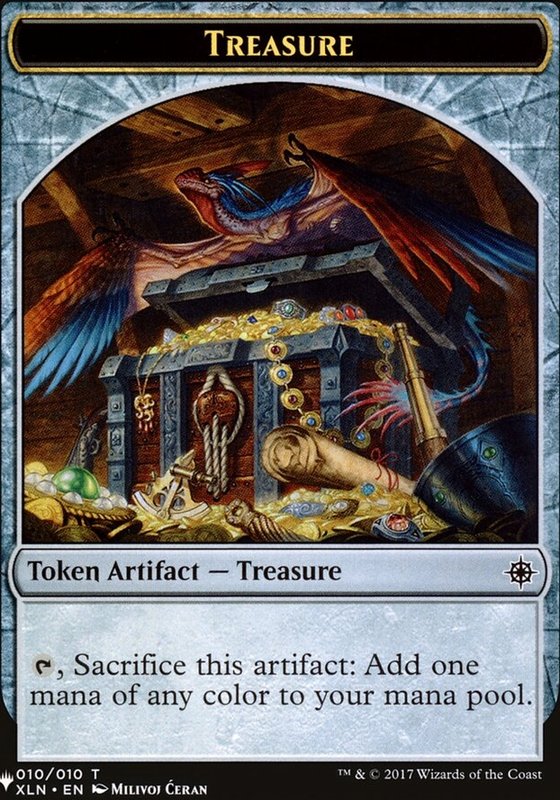 TREASURE
Token Artifact — Treasure
, Sacrifice this artifact: Add one
mana of any color to your mana pool.
010/010 T
XLN • EN MILIVOJ ĆERAN
™ & © 2017 Wizards of the Coast